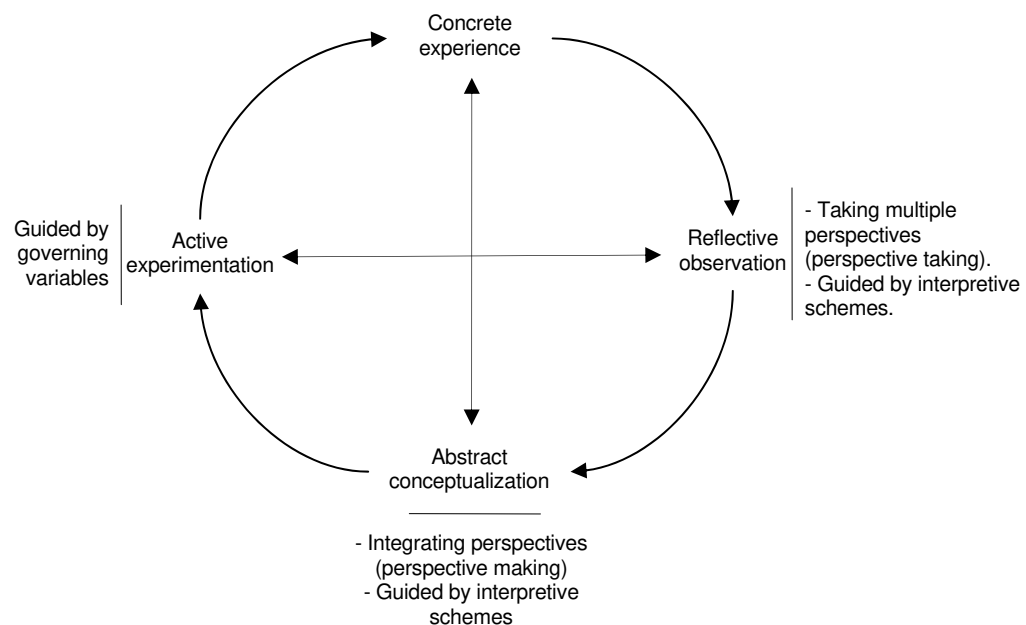 Concrete
experience
Guided by
governing
variables
Active
experimentation
Reflective
observation
- Taking multiple
perspectives
(perspective taking).
- Guided by interpretive
schemes.
Abstract
conceptualization
- Integrating perspectives
(perspective making)
- Guided by interpretive
schemes